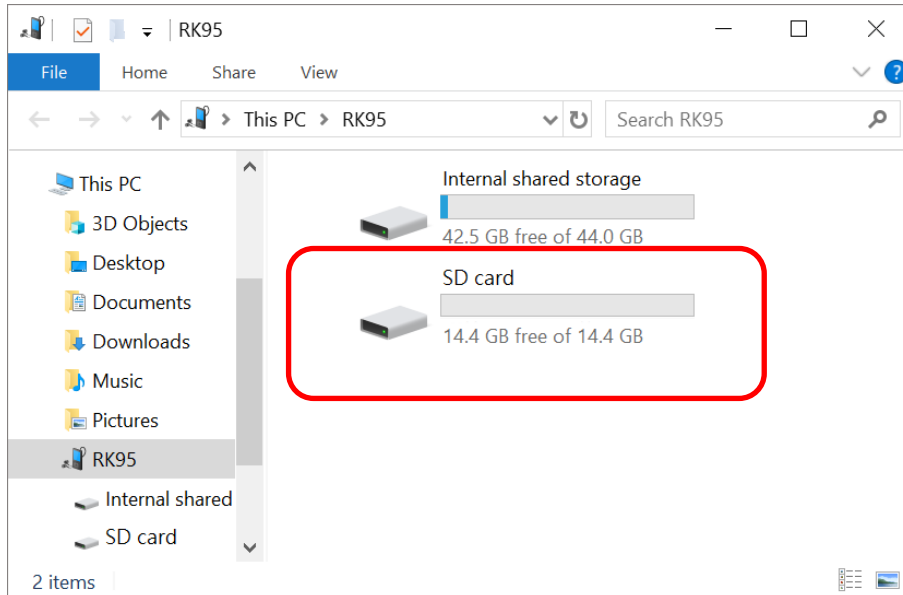 RK95
File Home Share View
?
This PC > RK95
Search RK95
This PC
3D Objects
Desktop
Documents
Downloads
Music
Pictures
RK95
Internal shared
SD card
Internal shared storage
42.5 GB free of 44.0 GB
SD card
14.4 GB free of 14.4 GB
2 items